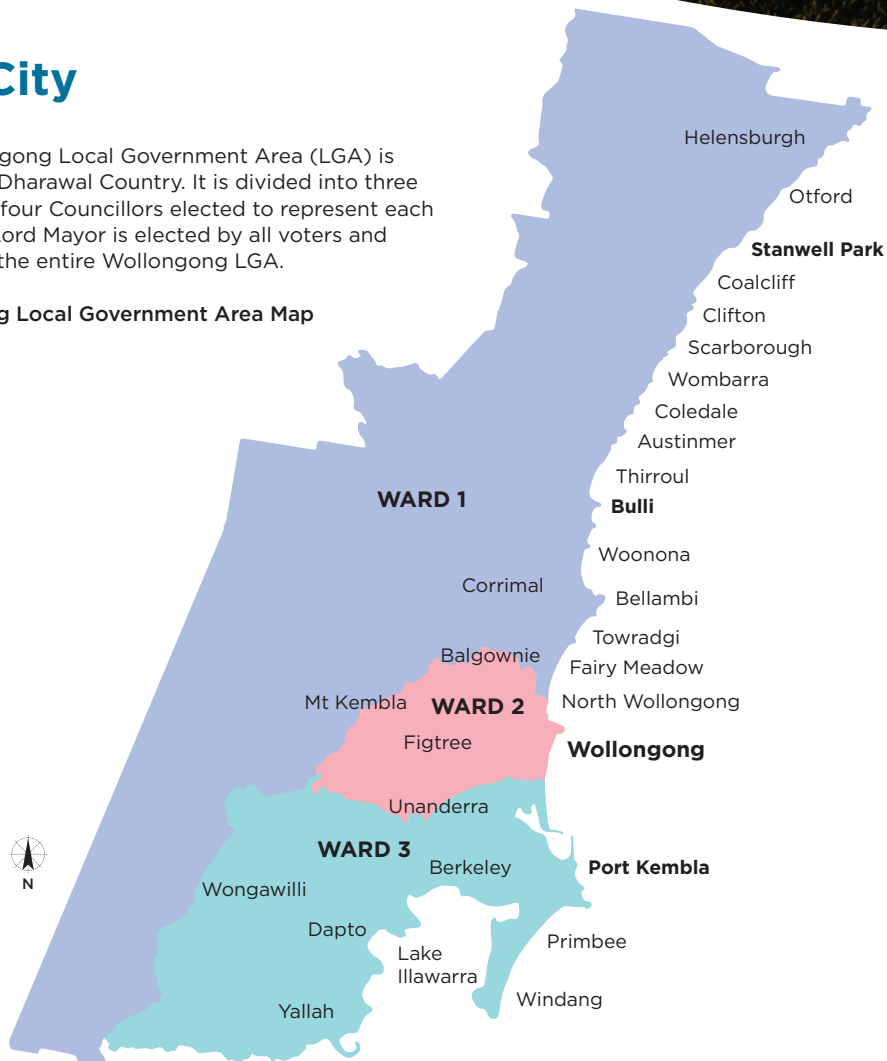 City
gong Local Government Area (LGA) is
Dharawal Country. It is divided into three
four Councillors elected to represent each
Lord Mayor is elected by all voters and
the entire Wollongong LGA.
g Local Government Area Map
Helensburgh
Otford
Stanwell Park
Coalcliff
Clifton
Scarborough
Wombarra
Coledale
Austinmer
Thirroul
WARD 1
Bulli
Woonona
Corrimal
Bellambi
Towradgi
Balgownie
Fairy Meadow
Mt Kembla
WARD 2
North Wollongong
Figtree
Wollongong
Unanderra
WARD 3
Berkeley
Port Kembla
N
Wongawilli
Dapto
Primbee
Lake
Illawarra
Windang
Yallah